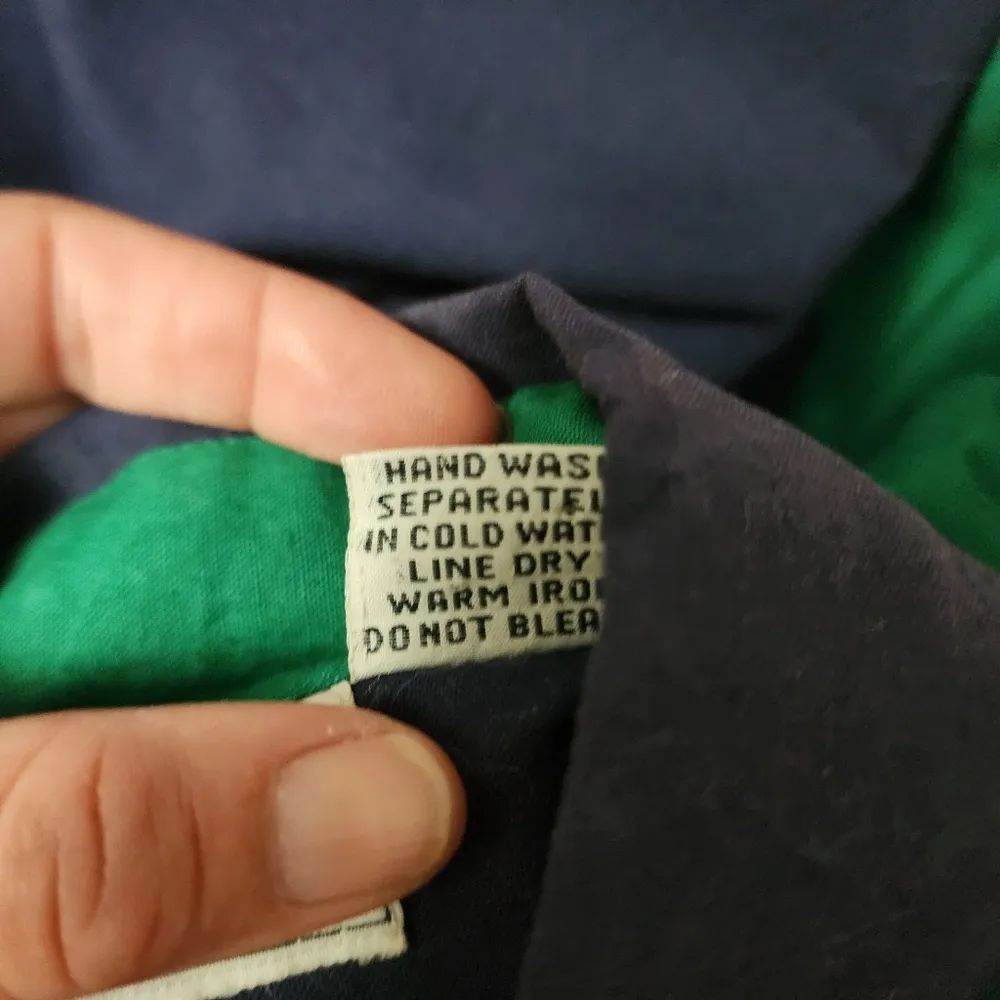 HAND WAS
SEPARATEL
IN COLD WAT
LINE DRY
WARM IRO
DO NOT BLEA